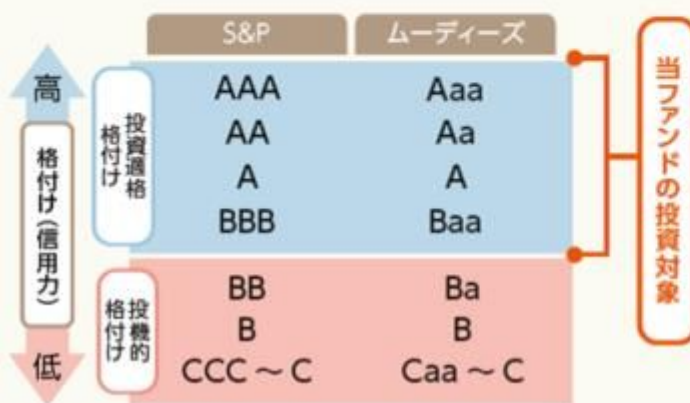 S&P ムーディーズ
高
格付け(信用力)
低
投資適格
格付け
AAA Aaa
AA Aa
A A
BBB Baa
投機的
格付け
BB Ba
B B
CCC ～ C Caa ～ C
当ファンドの投資対象